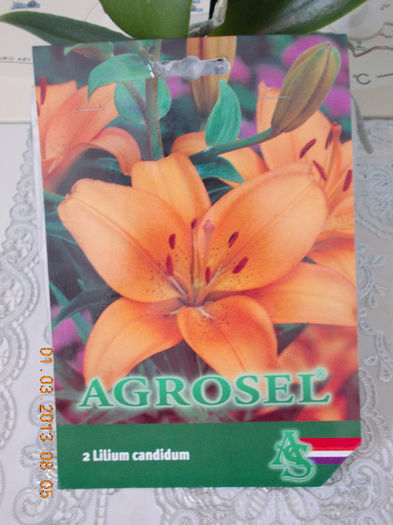 AGROSEL®
2 Lilium candidum
AS
01.03.2013 08:05